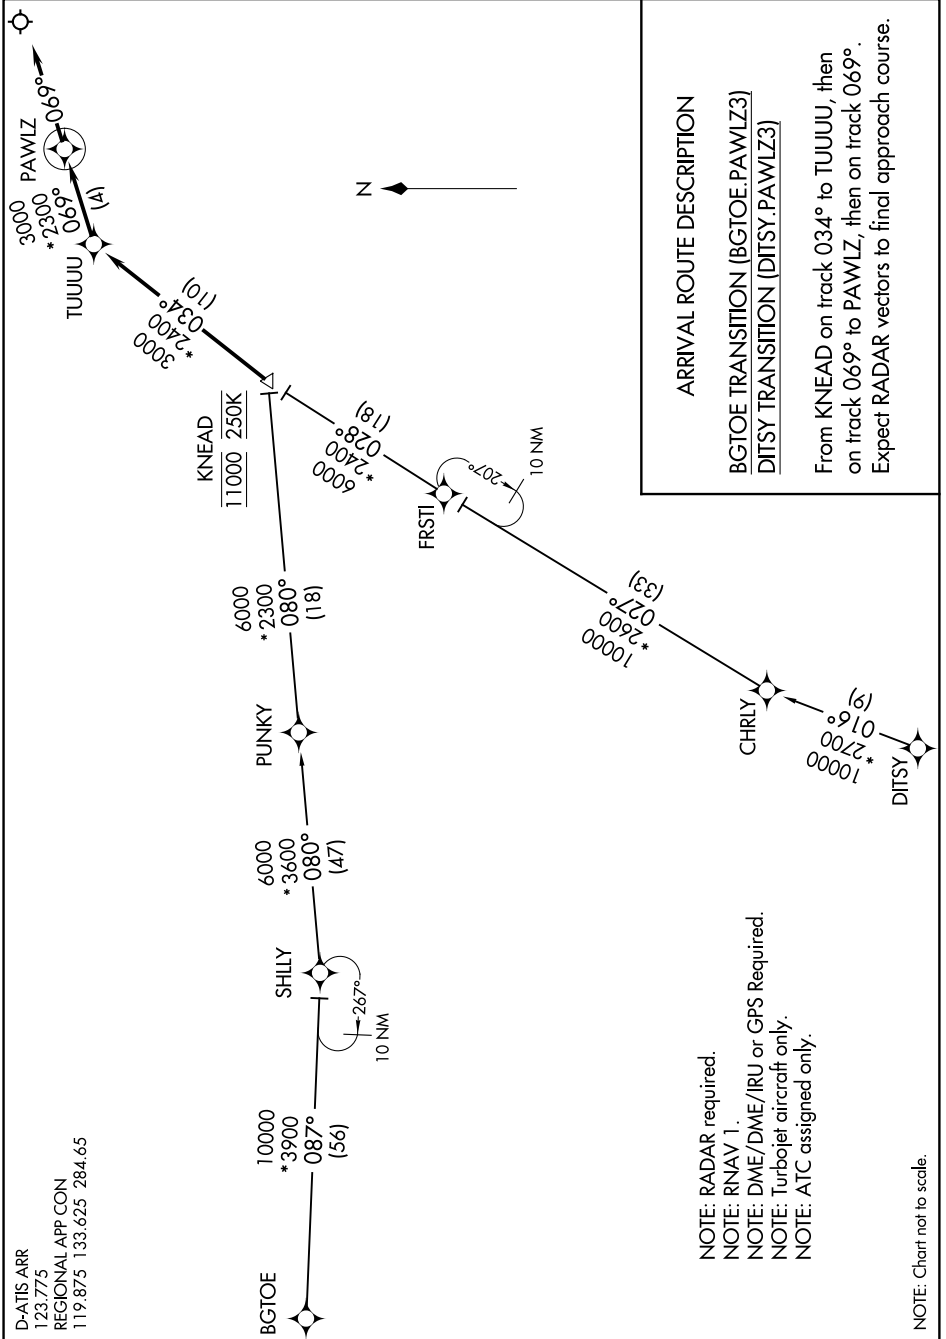 D-ATIS ARR
123.775
REGIONAL APP CON
119.875 133.625 284.65
BGTOE
10000
*3900
087°
(56)
SHLLY
267°
10 NM
6000
*3600
080°
(47)
PUNKY
6000
*2300
080°
(18)
KNEAD
11000 250K
3000
*2400
034°
(10)
TUUUU
3000
*2300
069°
(4)
PAWLZ
069°
N
6000
*2400
028°
(18)
FRSTI
207°
10 NM
10000
*2600
027°
(33)
CHRLY
10000
*2700
016°
(9)
DITSY
NOTE: RADAR required.
NOTE: RNAV 1.
NOTE: DME/DME/IRU or GPS Required.
NOTE: Turbojet aircraft only.
NOTE: ATC assigned only.
NOTE: Chart not to scale.
ARRIVAL ROUTE DESCRIPTION
BGTOE TRANSITION (BGTOE.PAWLZ3)
DITSY TRANSITION (DITSY.PAWLZ3)
From KNEAD on track 034° to TUUUU, then
on track 069° to PAWLZ, then on track 069°.
Expect RADAR vectors to final approach course.